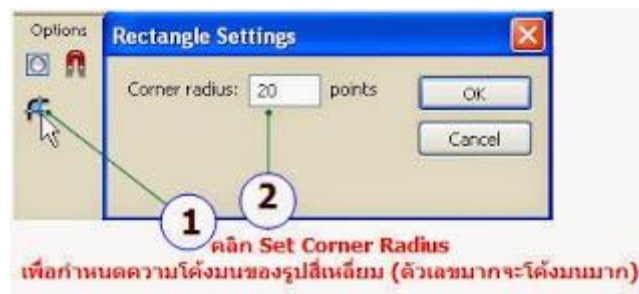 Options
Rectangle Settings
Corner radius: 20 points
OK
Cancel
1
2
คลิก Set Corner Radius
เพื่อกำหนดความโค้งมนของรูปสี่เหลี่ยม (ตัวเลขมากจะโค้งมนมาก)